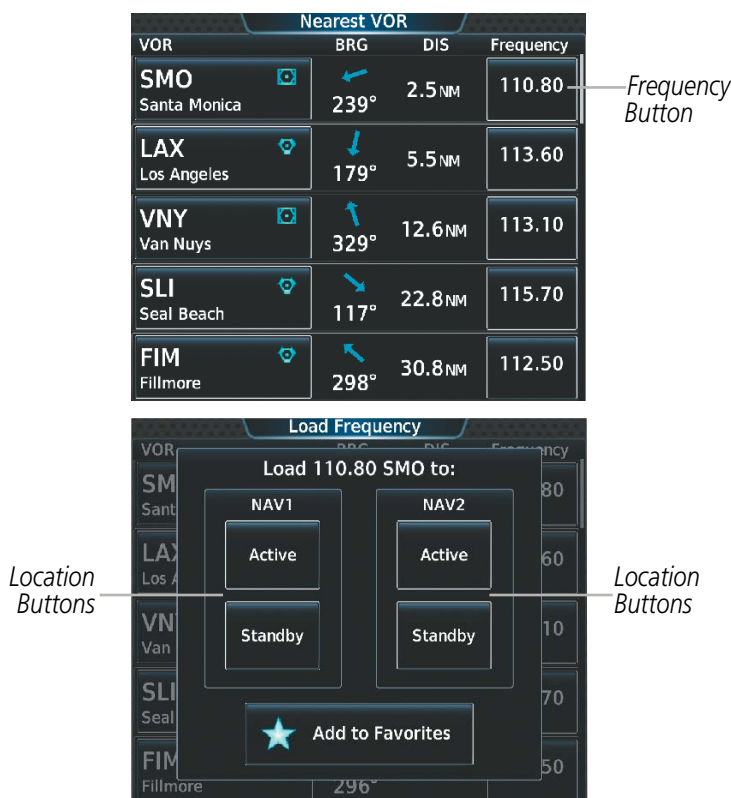 Nearest VOR
VOR BRG DIS Frequency
SMO 239° 2.5NM 110.80
Santa Monica
Frequency
Button
LAX 179° 5.5NM 113.60
Los Angeles
VNY 329° 12.6NM 113.10
Van Nuys
SLI 117° 22.8NM 115.70
Seal Beach
FIM 298° 30.8NM 112.50
Fillmore
Load Frequency
VOR BRG DIS Frequency
Load 110.80 SMO to:
SM 80
Sant
NAV1 NAV2
LA 60
Los A
Active Active
Location
Buttons
Location
Buttons
VN 10
Van
Standby Standby
SLI 70
Seal
Add to Favorites
FIM 50
Fillmore 296°